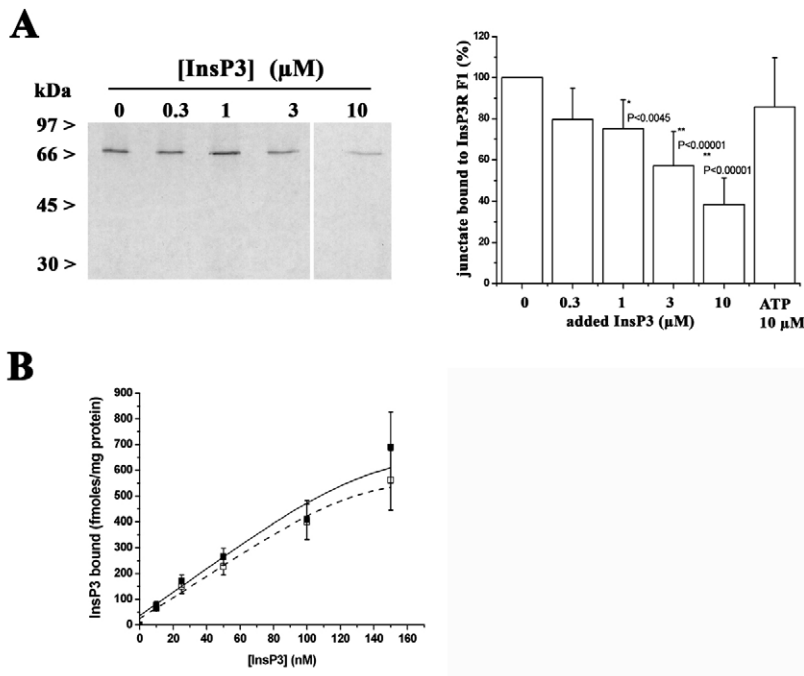 A
[InsP3] (µM)
kDa
0 0.3 1 3 10
97 >
66 >
45 >
30 >
junctate bound to InsP3R F1 (%)
120
100
80
60
40
20
0
*
P<0.0045
**
P<0.00001
**
P<0.00001
0 0.3 1 3 10 ATP
added InsP3 (µM) 10 µM
B
InsP3 bound (fmoles/mg protein)
900
800
700
600
500
400
300
200
100
0
0 20 40 60 80 100 120 140 160
[InsP3] (nM)